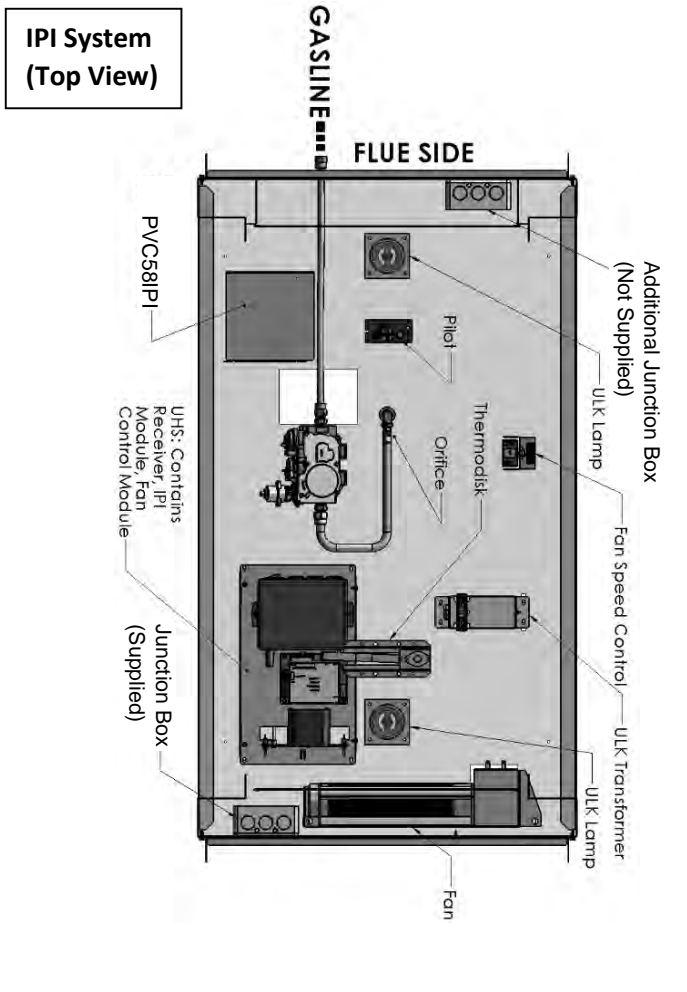 IPI System
(Top View)
GASLINE
FLUE SIDE
Additional Junction Box
(Not Supplied)
ULK Lamp
PVC58IPI
Pilot
Thermodisk
Orifice
Fan Speed Control
UHS: Contains
Receiver, IPI
Module, Fan
Control Module
Junction Box
(Supplied)
ULK Transformer
ULK Lamp
Fan